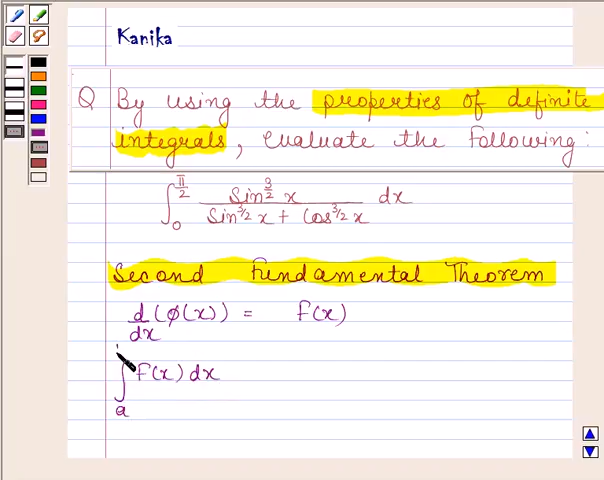 Kanika
Q By using the properties of definite
integrals, evaluate the following:
∫₀^{π/2} Sin^{3/2} x / (Sin^{3/2} x + Cos^{3/2} x) dx
Second Fundamental Theorem
d/dx (φ(x)) = f(x)
∫ₐ f(x) dx